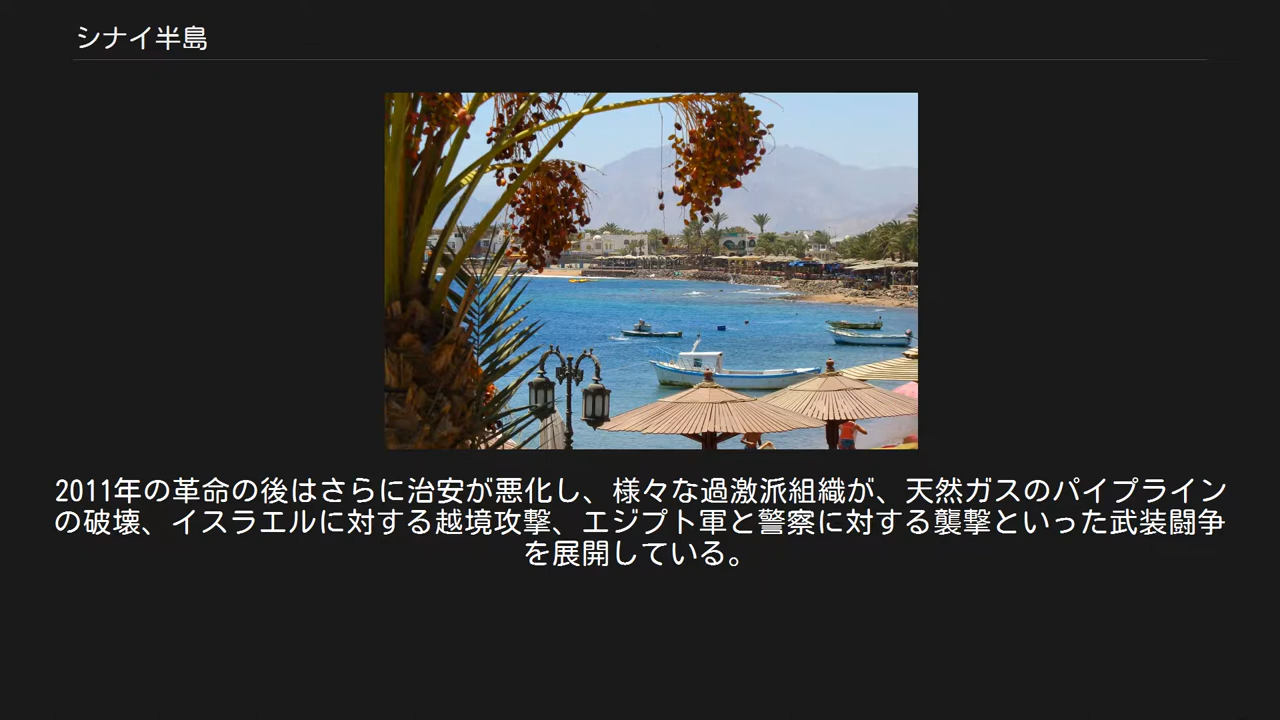 シナイ半島
2011年の革命の後はさらに治安が悪化し、様々な過激派組織が、天然ガスのパイプライン
の破壊、イスラエルに対する越境攻撃、エジプト軍と警察に対する襲撃といった武装闘争
を展開している。